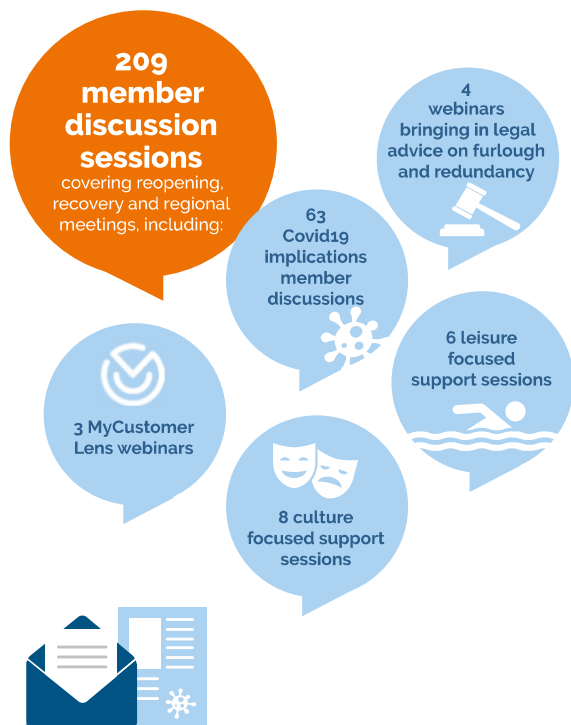 209
member
discussion
sessions
covering reopening,
recovery and regional
meetings, including:
4
webinars
bringing in legal
advice on furlough
and redundancy
63
Covid19
implications
member
discussions
6 leisure
focused
support sessions
3 MyCustomer
Lens webinars
8 culture
focused support
sessions